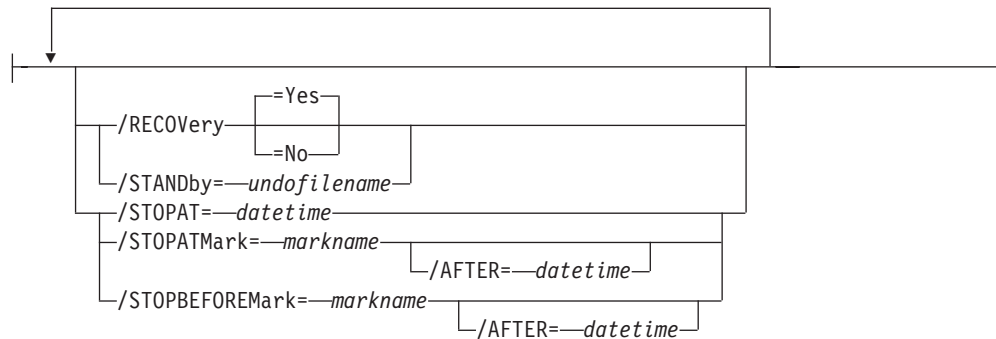 =Yes
/RECOVery
=No
/STANDby= undofilename
/STOPAT= datetime
/STOPATMark= markname
/AFTER= datetime
/STOPBEFOREMark= markname
/AFTER= datetime